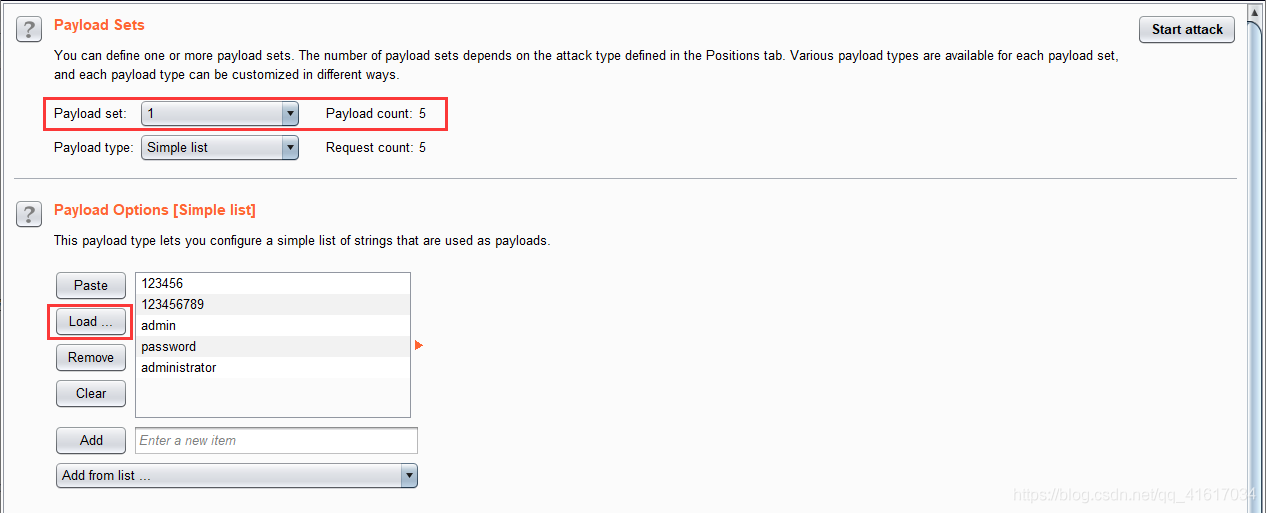 ?
Payload Sets
Start attack
You can define one or more payload sets. The number of payload sets depends on the attack type defined in the Positions tab. Various payload types are available for each payload set,
and each payload type can be customized in different ways.
Payload set: 1 Payload count: 5
Payload type: Simple list Request count: 5
?
Payload Options [Simple list]
This payload type lets you configure a simple list of strings that are used as payloads.
Paste
Load ...
Remove
Clear
123456
123456789
admin
password
administrator
Add
Enter a new item
Add from list ...
https://blog.csdn.net/qq_41617034